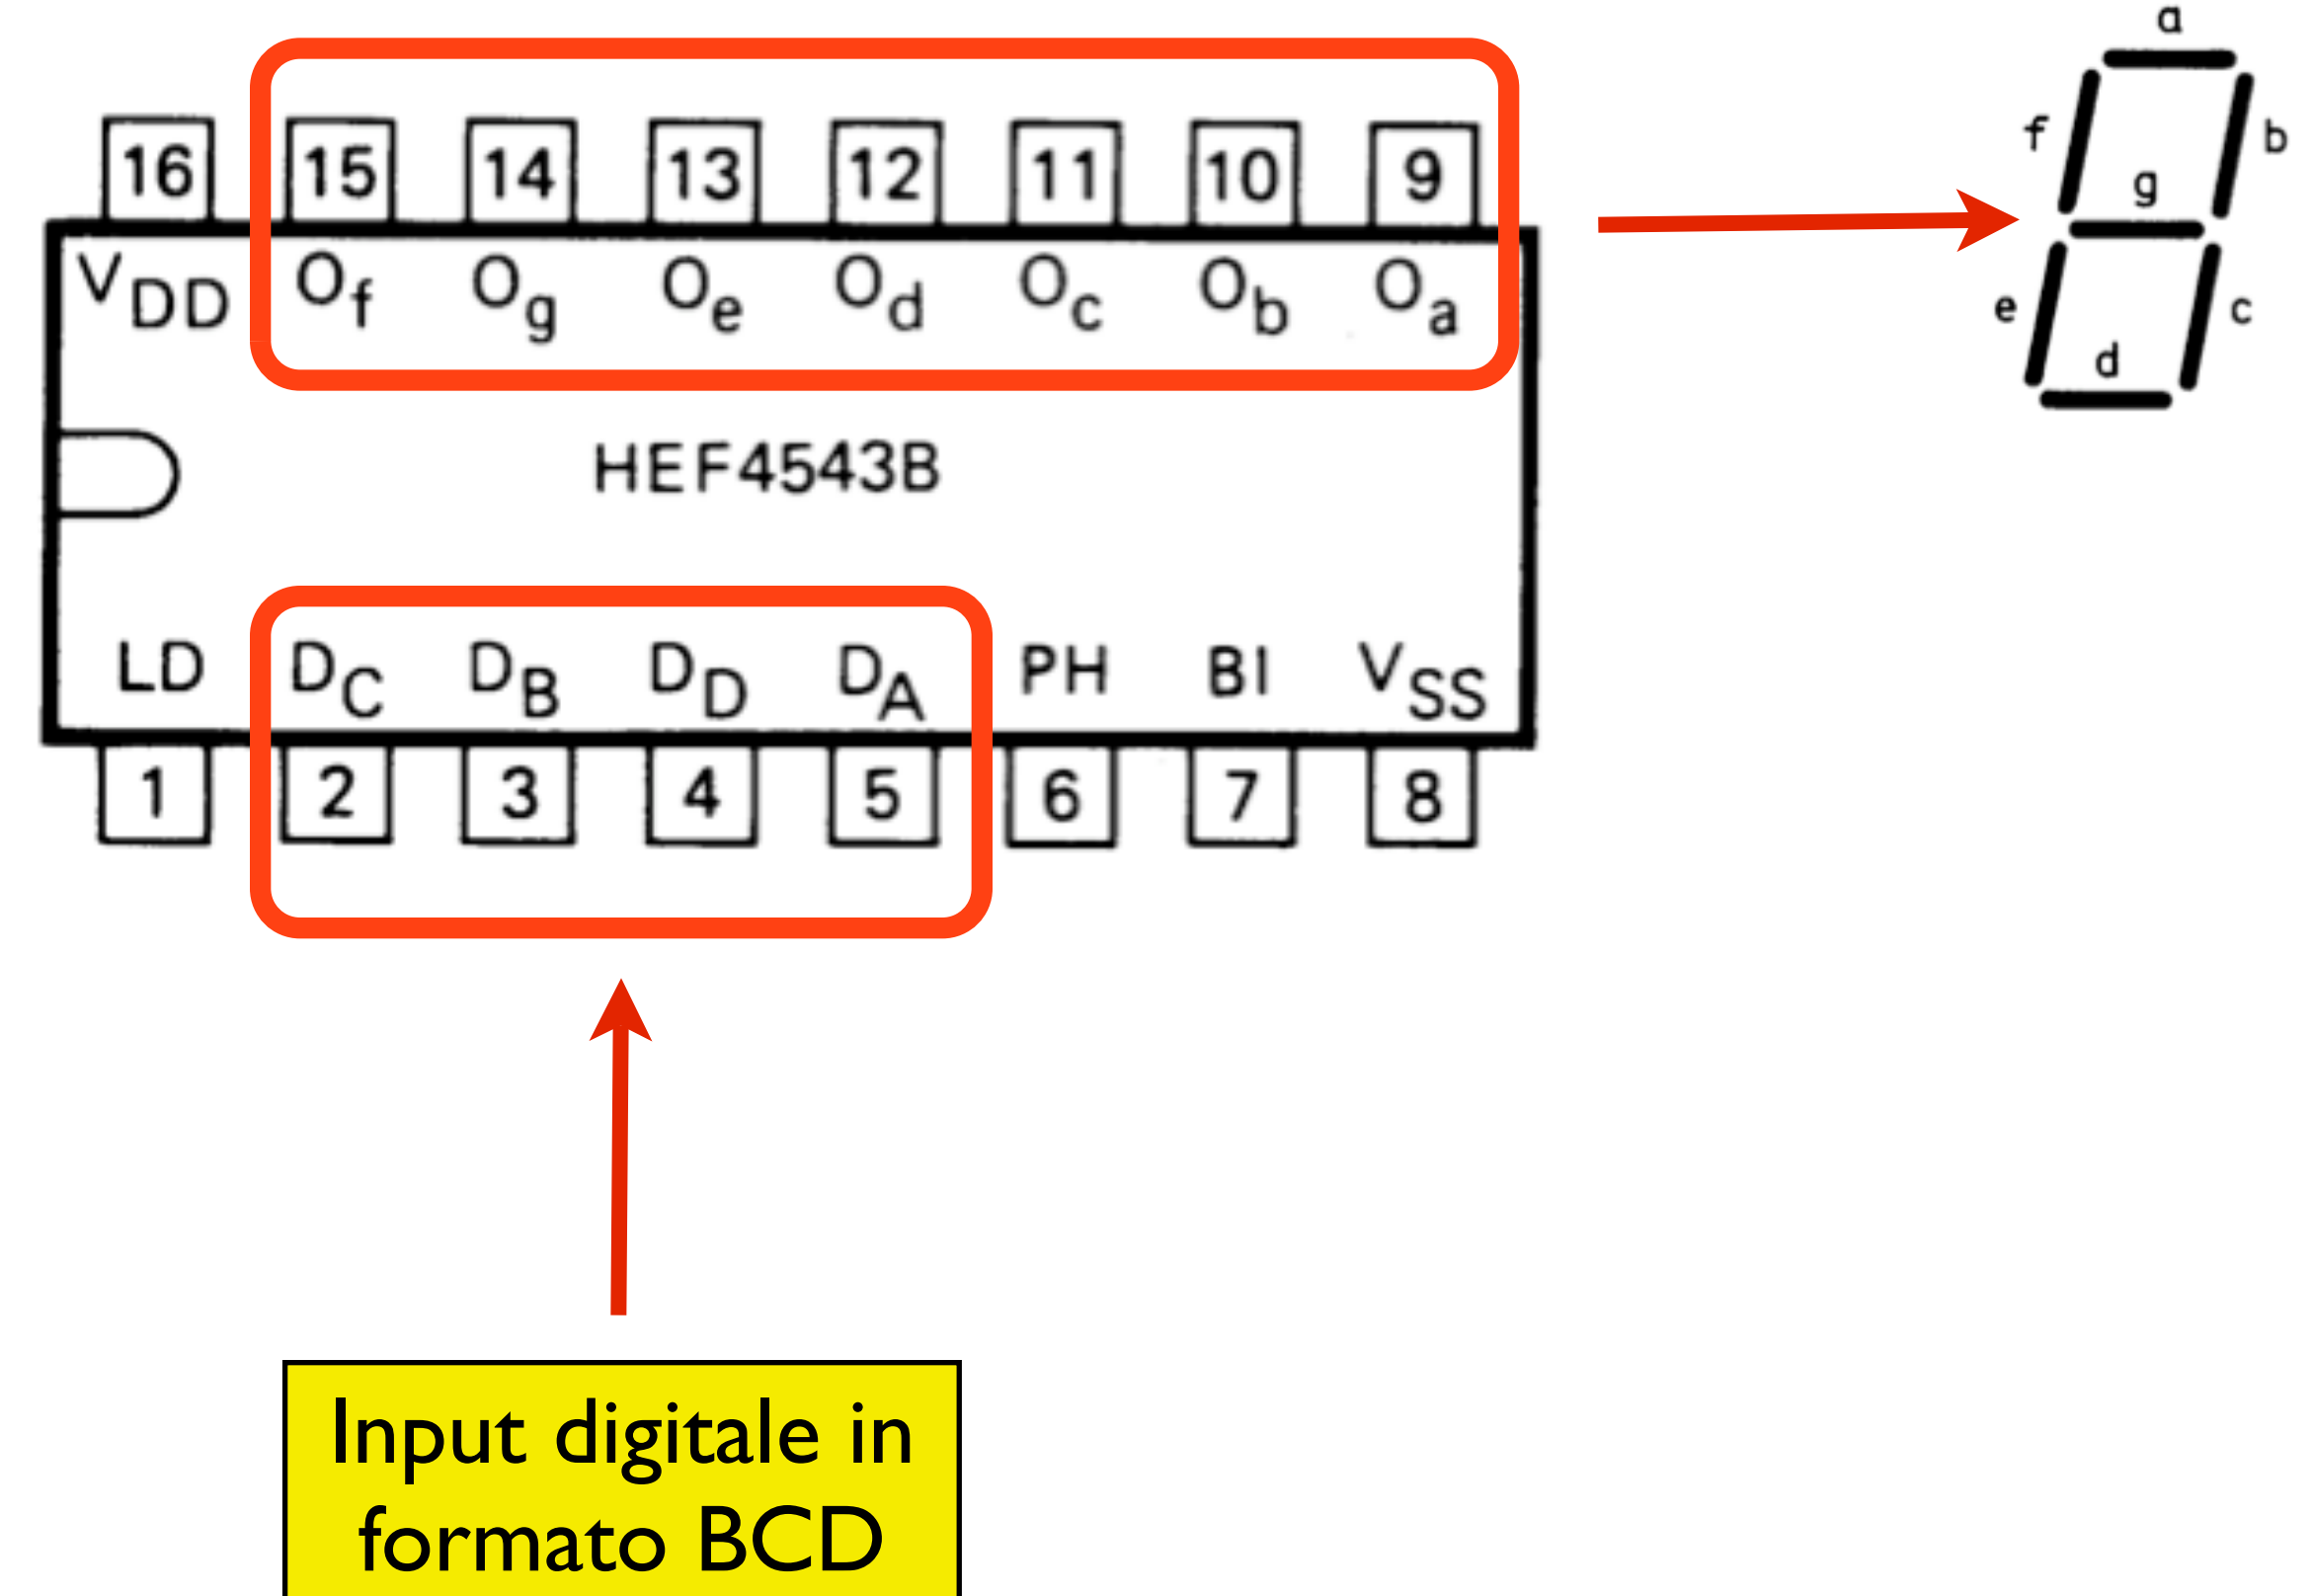 a
f b
g
e c
d
16 15 14 13 12 11 10 9
VDD Of Og Oe Od Oc Ob Oa
HEF4543B
LD DC DB DD DA PH BI VSS
1 2 3 4 5 6 7 8
Input digitale in
formato BCD